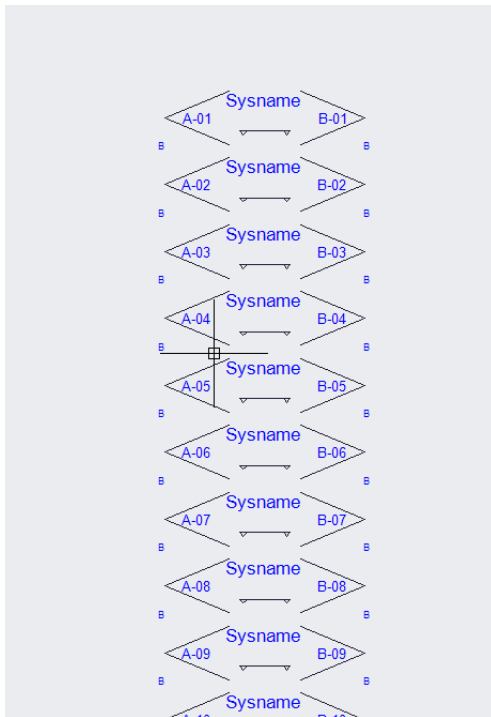 Sysname
A-01 B-01
B B
Sysname
A-02 B-02
B B
Sysname
A-03 B-03
B B
Sysname
A-04 B-04
B B
Sysname
A-05 B-05
B B
Sysname
A-06 B-06
B B
Sysname
A-07 B-07
B B
Sysname
A-08 B-08
B B
Sysname
A-09 B-09
B B
Sysname